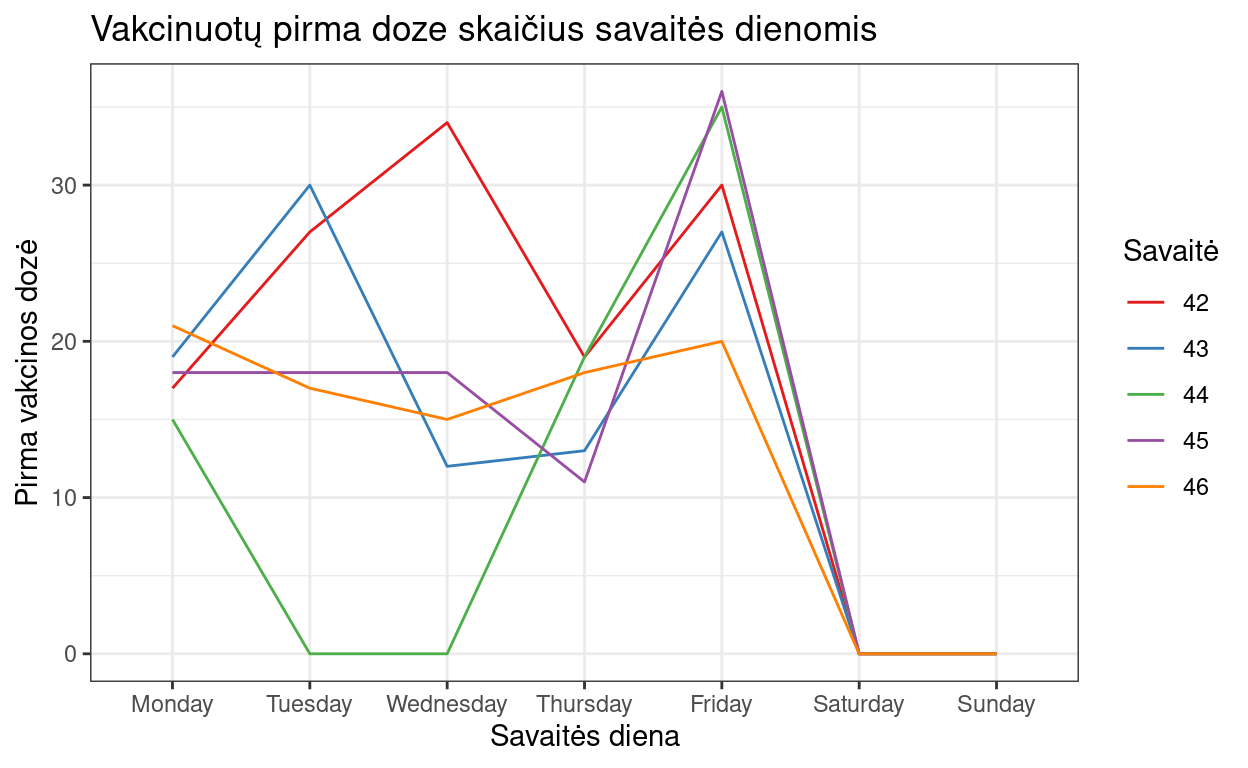 Vakcinuotų pirma doze skaičius savaitės dienomis
Pirma vakcinos dozė
30
20
10
0
Monday Tuesday Wednesday Thursday Friday Saturday Sunday
Savaitės diena
Savaitė
42
43
44
45
46